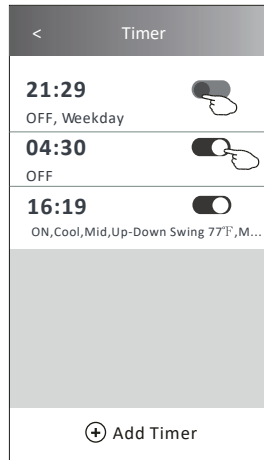 < Timer
21:29
OFF, Weekday
04:30
OFF
16:19
ON,Cool,Mid,Up-Down Swing 77℉,M...
Add Timer